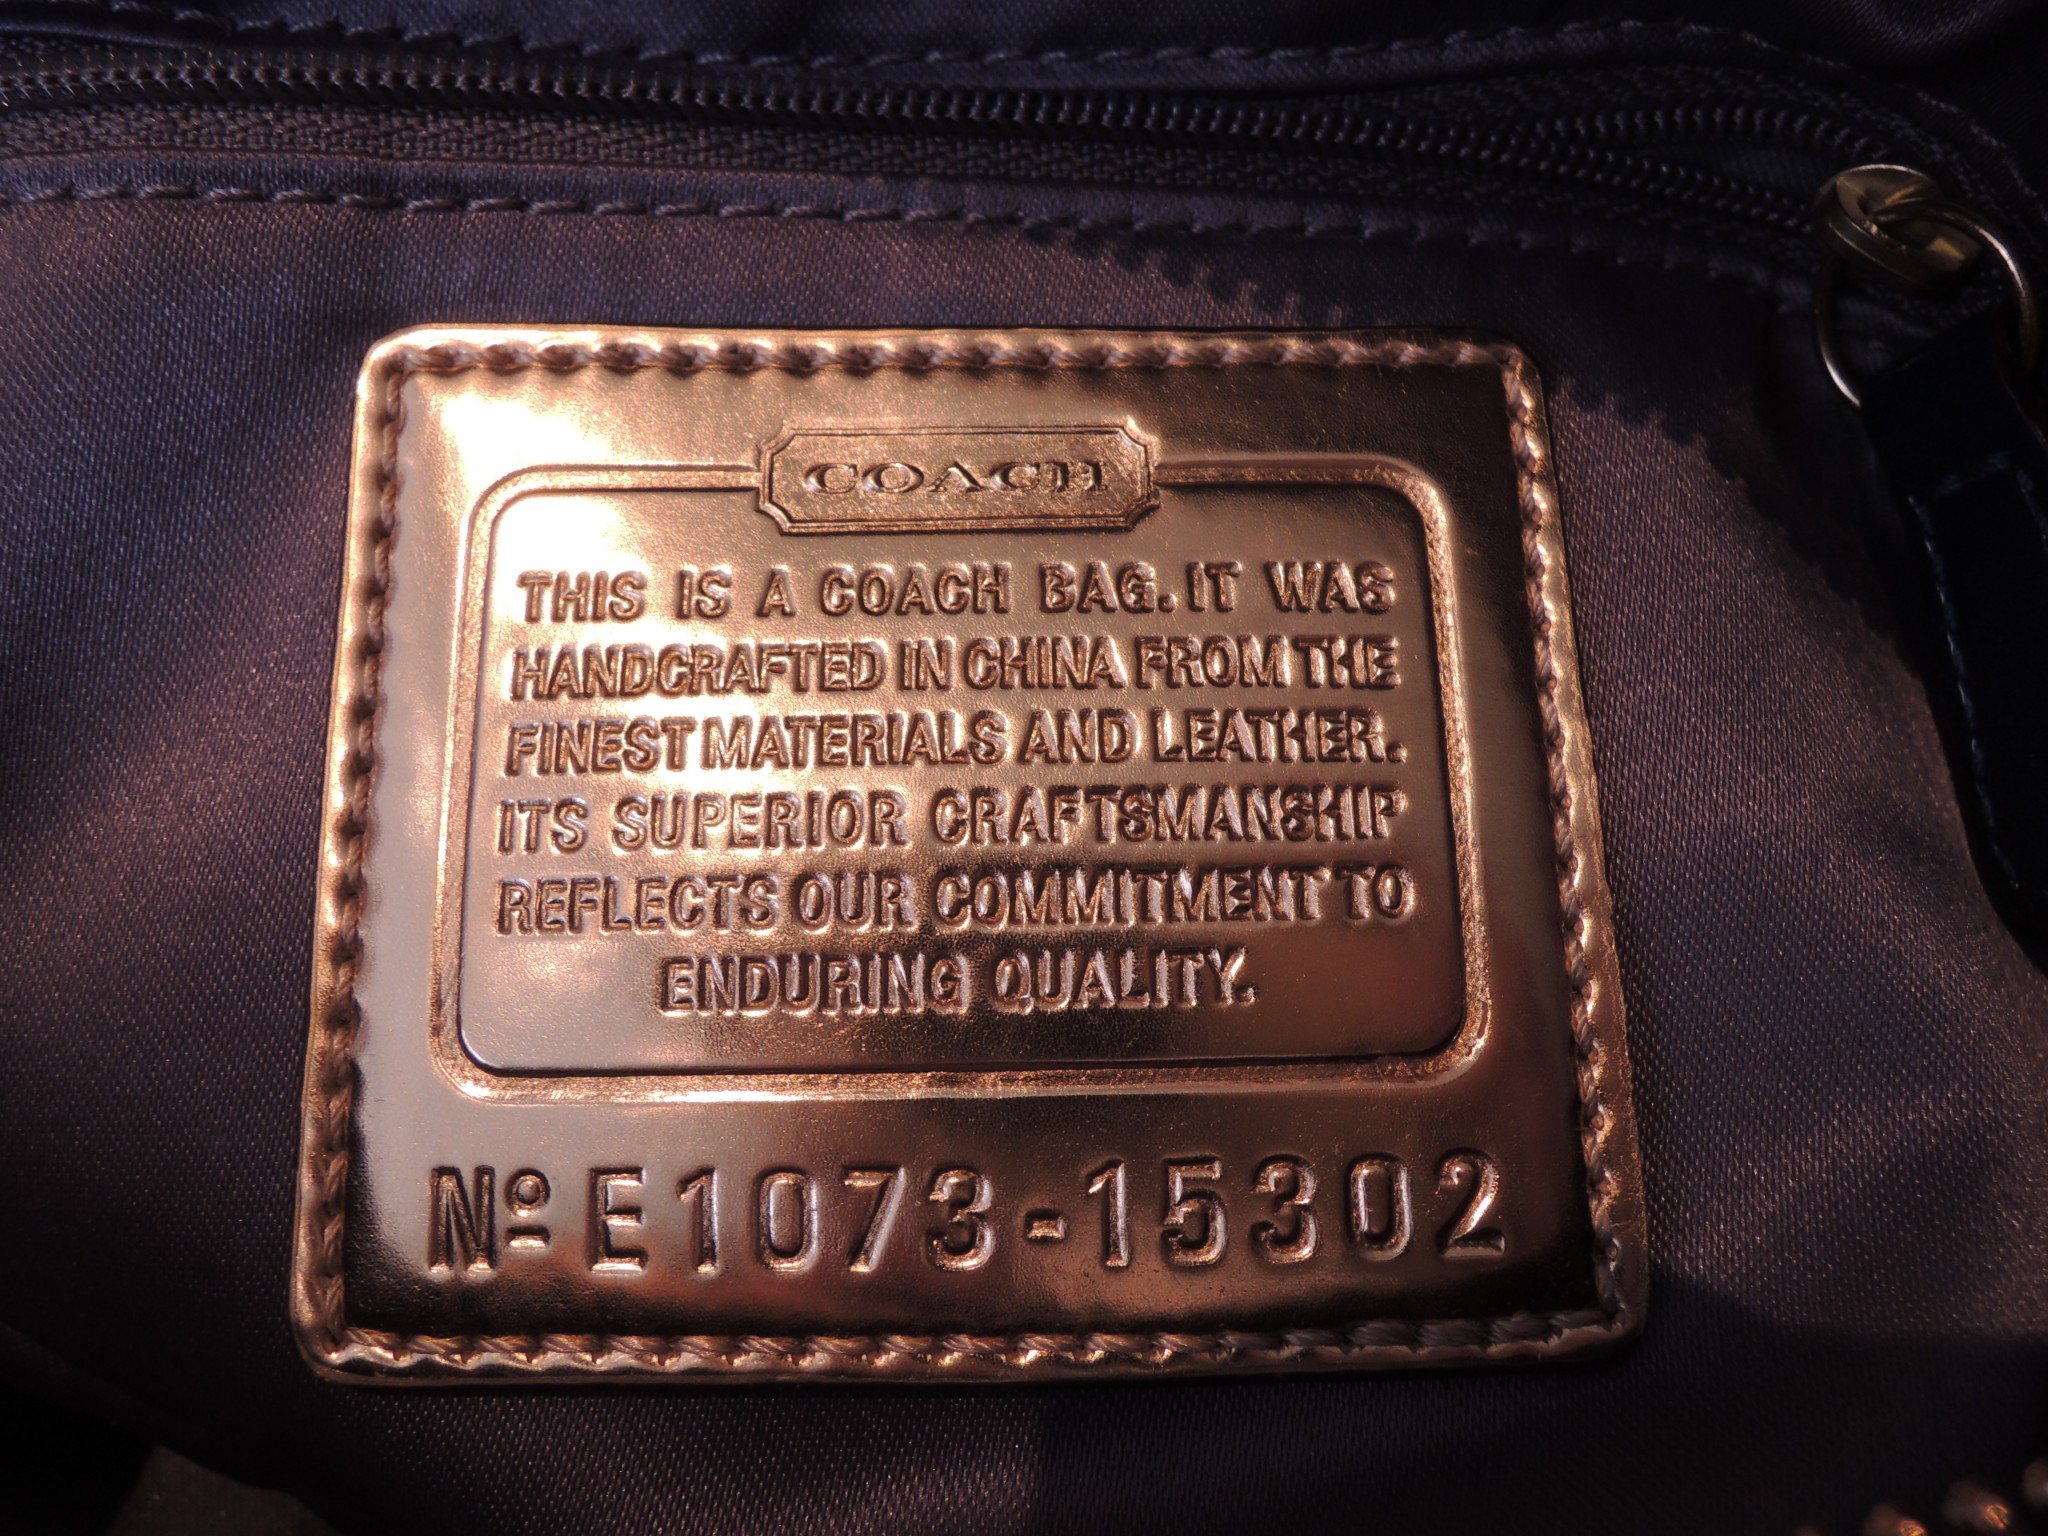 COACH
THIS IS A COACH BAG. IT WAS
HANDCRAFTED IN CHINA FROM THE
FINEST MATERIALS AND LEATHER.
ITS SUPERIOR CRAFTSMANSHIP
REFLECTS OUR COMMITMENT TO
ENDURING QUALITY.
Nº E1073-15302